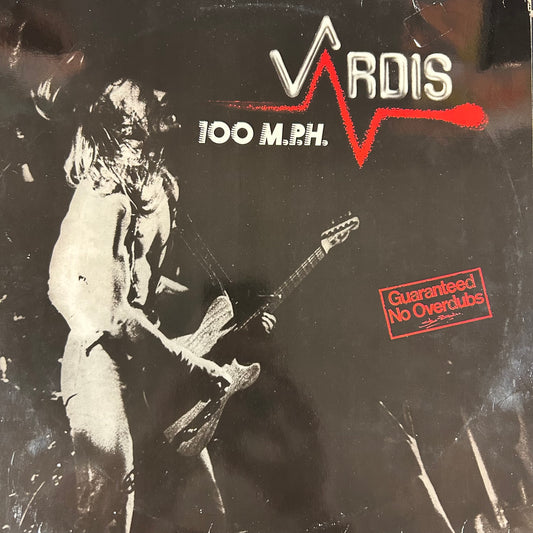 VARDIS
100 M.P.H.
Guaranteed
No Overdubs